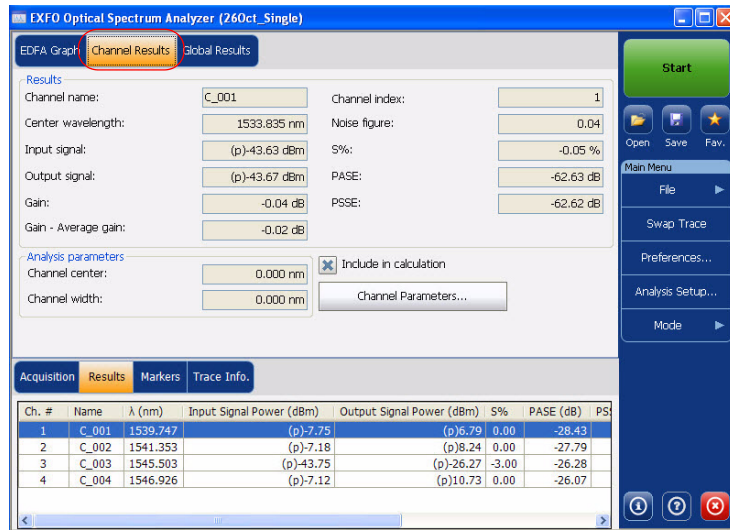 EXFO Optical Spectrum Analyzer (26Oct_Single)
EDFA Graph Channel Results Global Results
Results
Channel name: C_001 Channel index: 1
Center wavelength: 1533.835 nm Noise figure: 0.04
Input signal: (p)-43.63 dBm S%: -0.05 %
Output signal: (p)-43.67 dBm PASE: -62.63 dB
Gain: -0.04 dB PSSE: -62.62 dB
Gain - Average gain: -0.02 dB
Analysis parameters
Channel center: 0.000 nm Include in calculation
Channel width: 0.000 nm Channel Parameters...
Acquisition Results Markers Trace Info.
Ch. # Name λ (nm) Input Signal Power (dBm) Output Signal Power (dBm) S% PASE (dB)
1 C_001 1539.747 (p)-7.75 (p)6.79 0.00 -28.43
2 C_002 1541.353 (p)-7.18 (p)8.24 0.00 -27.79
3 C_003 1545.503 (p)-43.75 (p)-26.27 -3.00 -26.28
4 C_004 1546.926 (p)-7.12 (p)10.73 0.00 -26.07
Start
Open Save Fav.
Main Menu
File
Swap Trace
Preferences...
Analysis Setup...
Mode